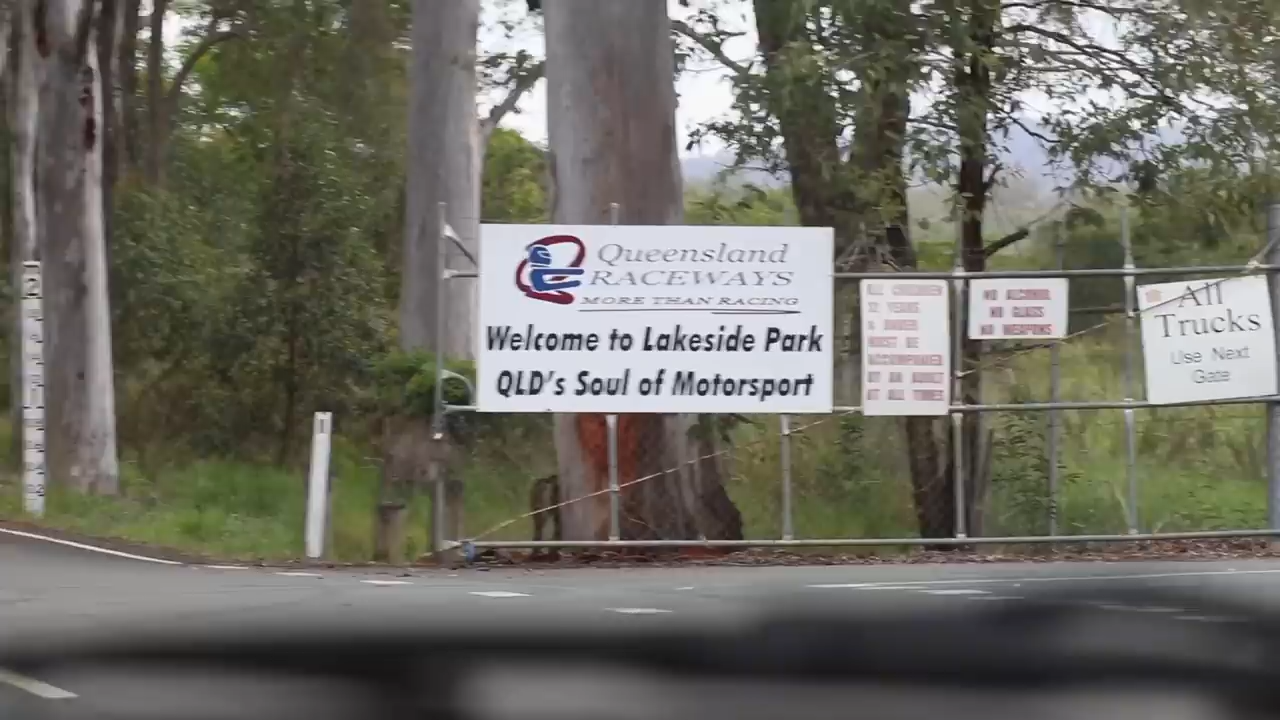 Queensland
RACEWAYS
MORE THAN RACING
Welcome to Lakeside Park
QLD's Soul of Motorsport
ALL CHILDREN
12 YEARS
& UNDER
MUST BE
ACCOMPANIED
BY AN ADULT
AT ALL TIMES
NO ALCOHOL
NO GLASS
NO WEAPONS
All
Trucks
Use Next
Gate
2
1